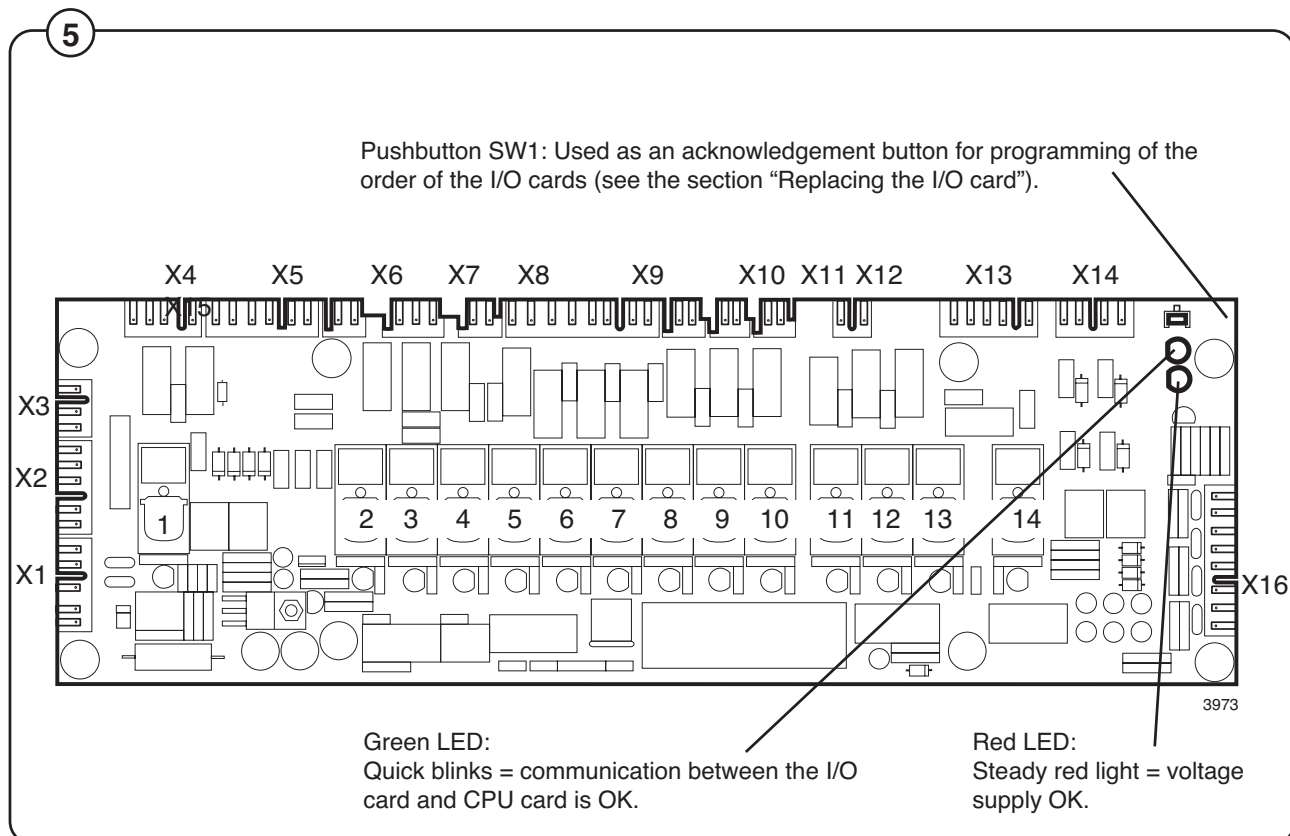 5
Pushbutton SW1: Used as an acknowledgement button for programming of the
order of the I/O cards (see the section “Replacing the I/O card”).
X4 X5 X6 X7 X8 X9 X10 X11 X12 X13 X14
X15
X3
X2
1 2 3 4 5 6 7 8 9 10 11 12 13 14
X1
X16
3973
Green LED:
Quick blinks = communication between the I/O
card and CPU card is OK.
Red LED:
Steady red light = voltage
supply OK.